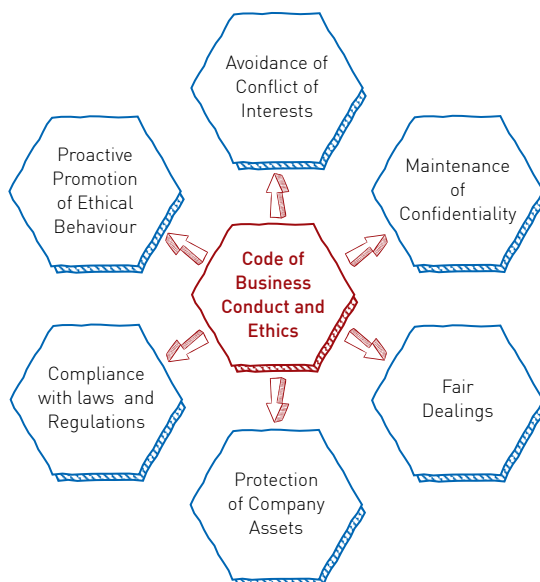 Avoidance of
Conflict of
Interests
Proactive
Promotion
of Ethical
Behaviour
Maintenance
of
Confidentiality
Code of
Business
Conduct and
Ethics
Compliance
with laws and
Regulations
Fair
Dealings
Protection
of Company
Assets